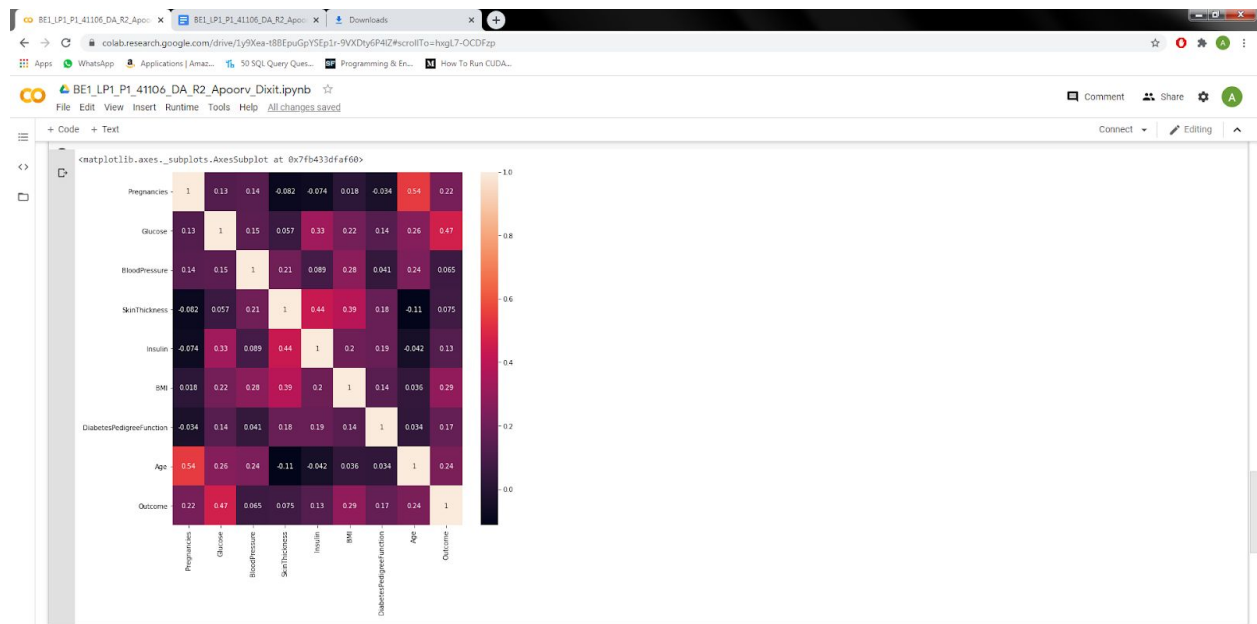 BE1_LP1_P1_41106_DA_R2_Apoo
BE1_LP1_P1_41106_DA_R2_Apoo
Downloads
colab.research.google.com/drive/1y9Xea-t8BEpuGpYSEp1r-9VXDty6P4IZ#scrollTo=hxgL7-OCDFzp
Apps WhatsApp Applications | Amaz... 50 SQL Query Ques... Programming & En... How To Run CUDA...
BE1_LP1_P1_41106_DA_R2_Apoorv_Dixit.ipynb
Comment Share A
File Edit View Insert Runtime Tools Help All changes saved
+ Code + Text Connect Editing
<matplotlib.axes._subplots.AxesSubplot at 0x7fb433dfaf60>
Pregnancies 1 0.13 0.14 -0.082 -0.074 0.018 -0.034 0.54 0.22
Glucose 0.13 1 0.15 0.057 0.33 0.22 0.14 0.26 0.47
BloodPressure 0.14 0.15 1 0.21 0.089 0.28 0.041 0.24 0.065
SkinThickness -0.082 0.057 0.21 1 0.44 0.39 0.18 -0.11 0.075
Insulin -0.074 0.33 0.089 0.44 1 0.2 0.19 -0.042 0.13
BMI 0.018 0.22 0.28 0.39 0.2 1 0.14 0.036 0.29
DiabetesPedigreeFunction -0.034 0.14 0.041 0.18 0.19 0.14 1 0.034 0.17
Age 0.54 0.26 0.24 -0.11 -0.042 0.036 0.034 1 0.24
Outcome 0.22 0.47 0.065 0.075 0.13 0.29 0.17 0.24 1
Pregnancies
Glucose
BloodPressure
SkinThickness
Insulin
BMI
DiabetesPedigreeFunction
Age
Outcome
1.0
0.8
0.6
0.4
0.2
0.0